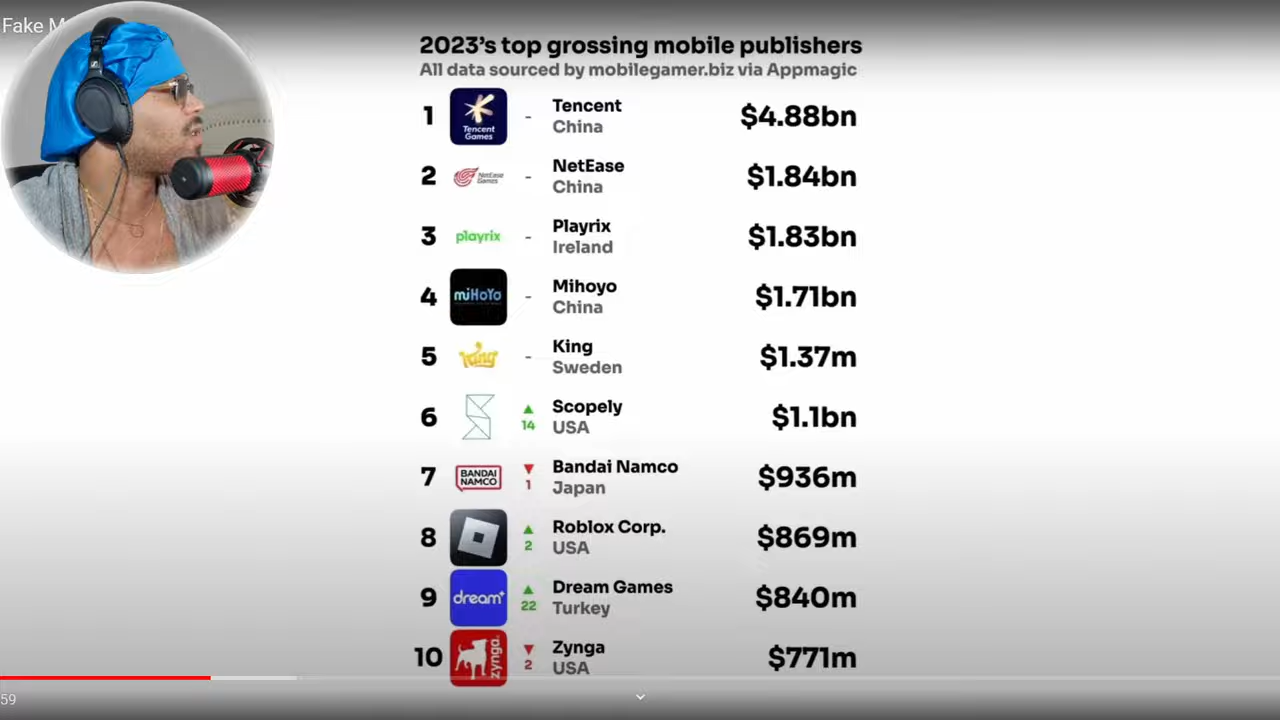 Fake M
2023's top grossing mobile publishers
All data sourced by mobilegamer.biz via Appmagic
1 Tencent Games - Tencent $4.88bn
China
2 NetEase Games - NetEase $1.84bn
China
3 playrix - Playrix $1.83bn
Ireland
4 miHoYo - Mihoyo $1.71bn
China
5 King - King $1.37m
Sweden
6 14 Scopely $1.1bn
USA
7 BANDAI NAMCO 1 Bandai Namco $936m
Japan
8 2 Roblox Corp. $869m
USA
9 dream+ 22 Dream Games $840m
Turkey
10 zynga 2 Zynga $771m
USA
59